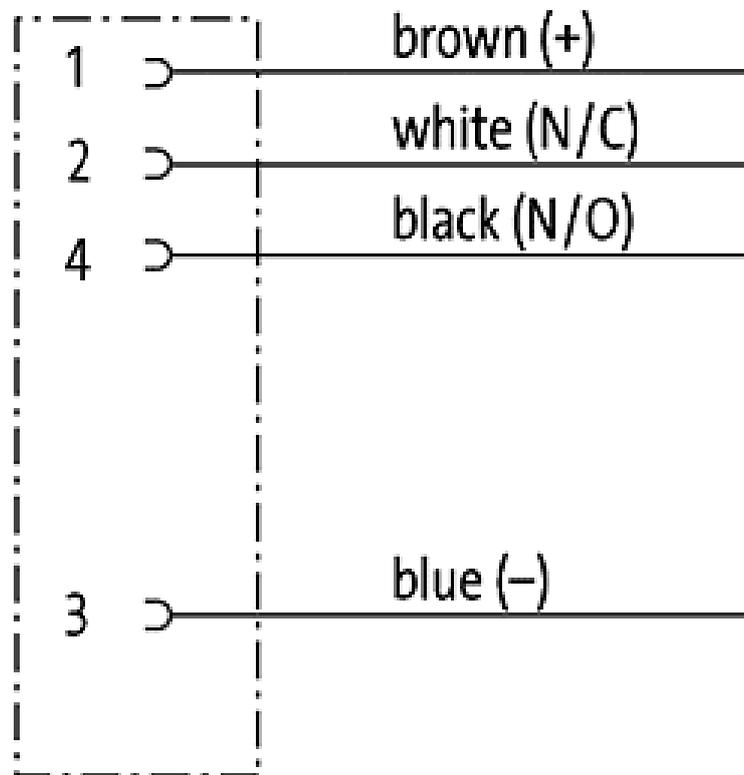 1 brown (+)
2 white (N/C)
4 black (N/O)
3 blue (–)